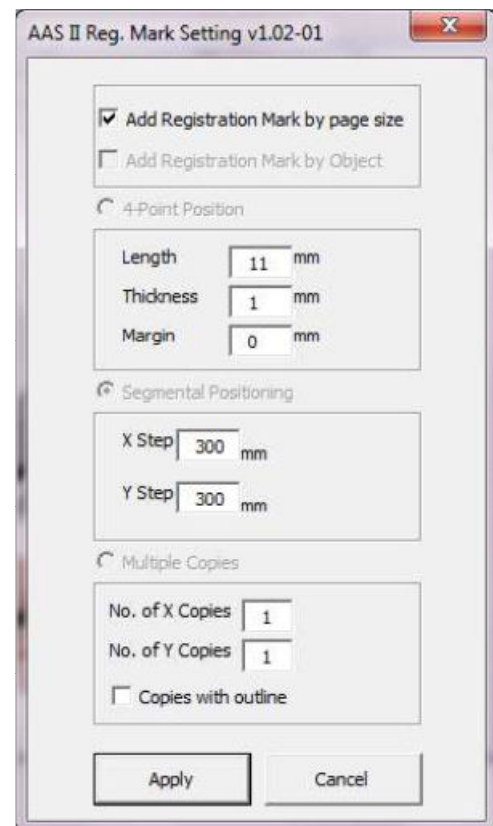 AAS II Reg. Mark Setting v1.02-01
Add Registration Mark by page size
Add Registration Mark by Object
4-Point Position
Length 11 mm
Thickness 1 mm
Margin 0 mm
Segmental Positioning
X Step 300 mm
Y Step 300 mm
Multiple Copies
No. of X Copies 1
No. of Y Copies 1
Copies with outline
Apply Cancel